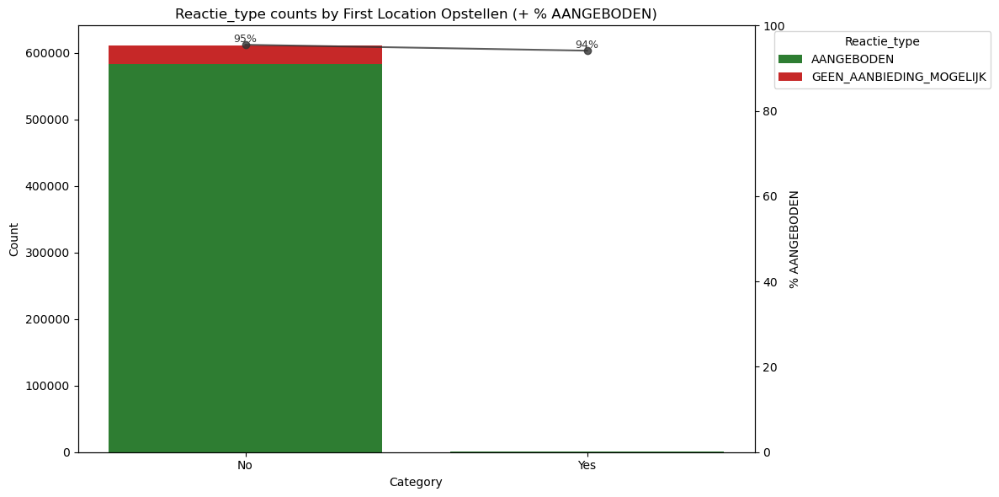 Reactie_type counts by First Location Opstellen (+ % AANGEBODEN)
600000
500000
400000
300000
200000
100000
0
Count
95%
94%
100
80
60
40
20
0
% AANGEBODEN
Reactie_type
AANGEBODEN
GEEN_AANBIEDING_MOGELIJK
No
Yes
Category